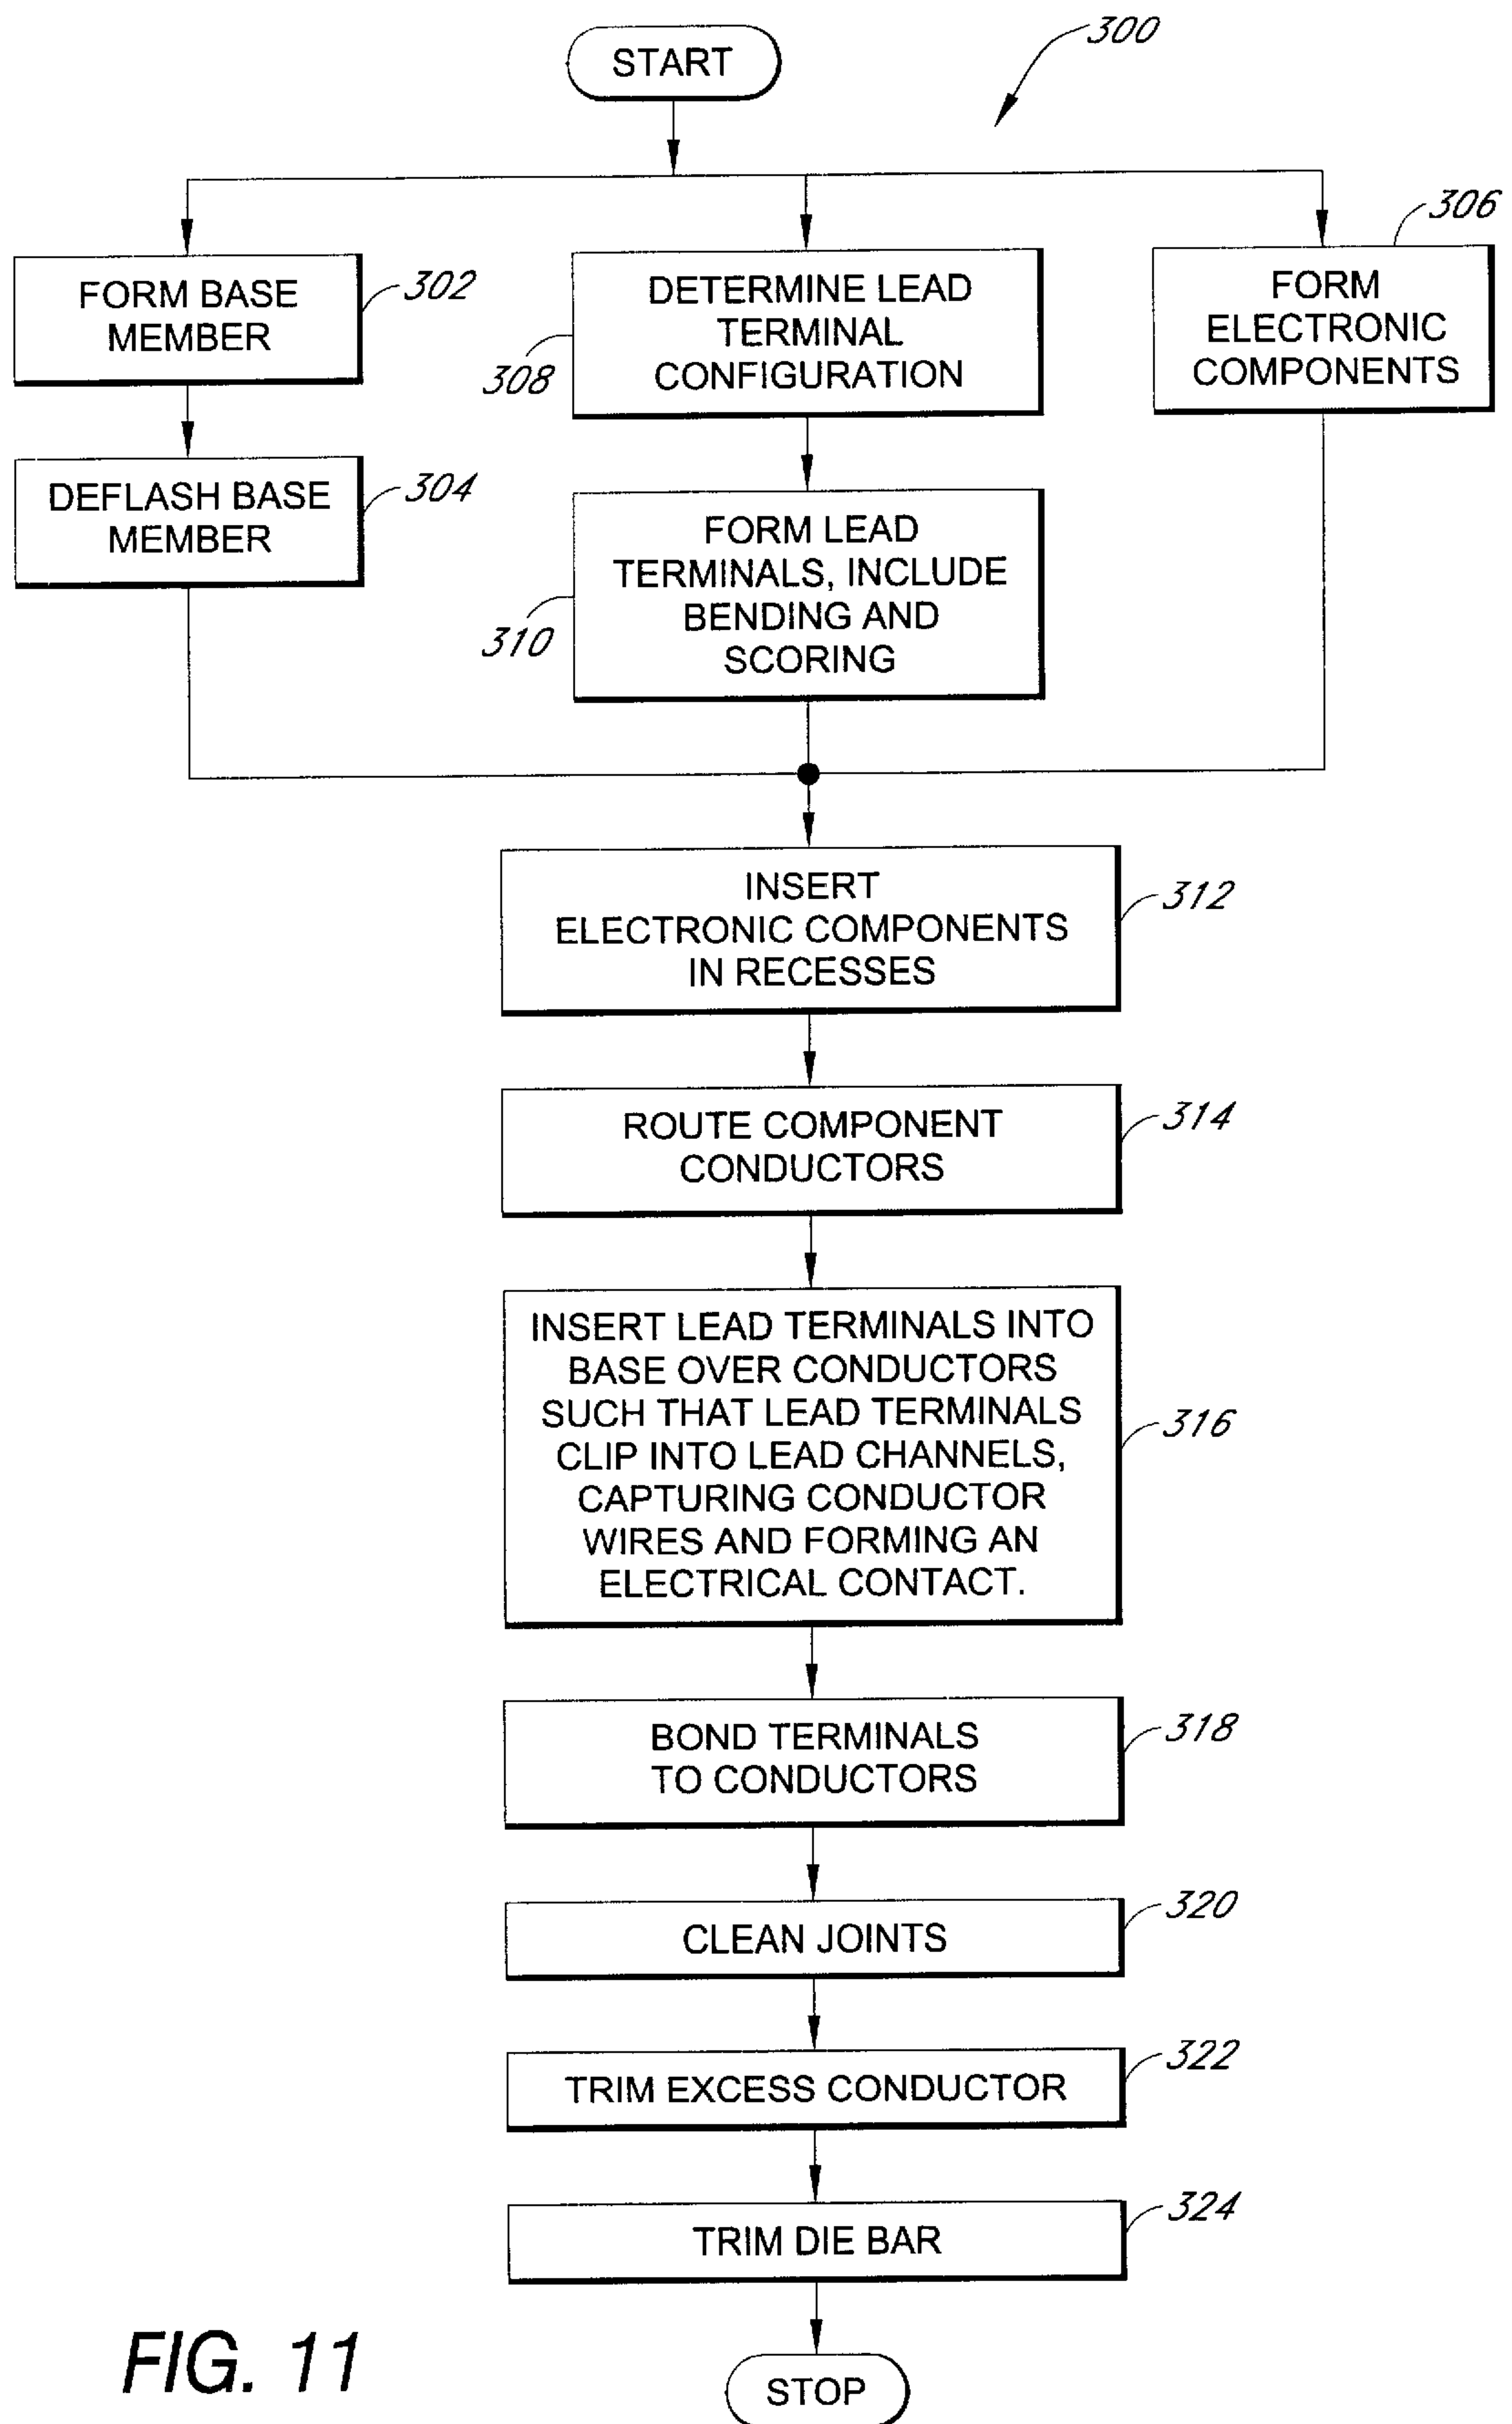 300
START
306
FORM BASE
MEMBER
302
DETERMINE LEAD
TERMINAL
CONFIGURATION
308
FORM
ELECTRONIC
COMPONENTS
DEFLASH BASE
MEMBER
304
FORM LEAD
TERMINALS, INCLUDE
BENDING AND
SCORING
310
INSERT
ELECTRONIC COMPONENTS
IN RECESSES
312
ROUTE COMPONENT
CONDUCTORS
314
INSERT LEAD TERMINALS INTO
BASE OVER CONDUCTORS
SUCH THAT LEAD TERMINALS
CLIP INTO LEAD CHANNELS,
CAPTURING CONDUCTOR
WIRES AND FORMING AN
ELECTRICAL CONTACT.
316
BOND TERMINALS
TO CONDUCTORS
318
CLEAN JOINTS
320
TRIM EXCESS CONDUCTOR
322
TRIM DIE BAR
324
STOP
FIG. 11